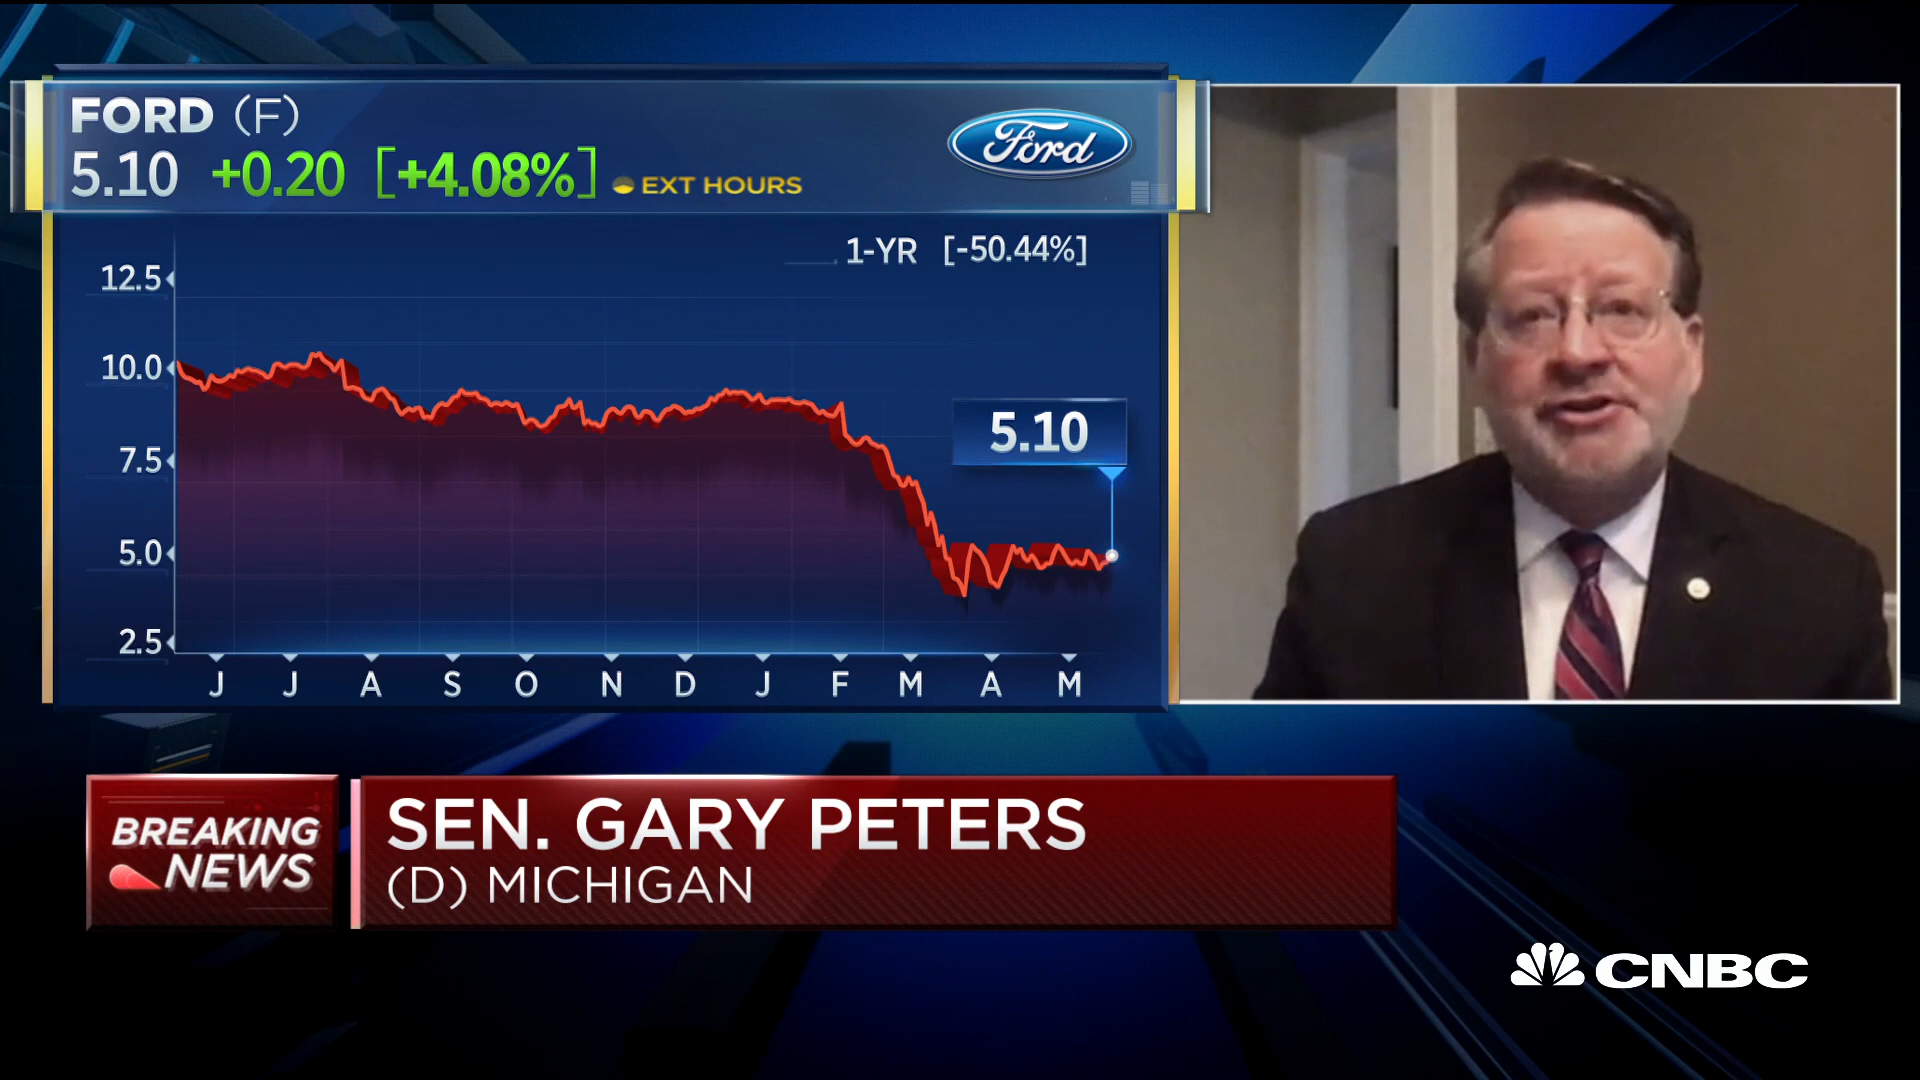 FORD (F)
5.10 +0.20 [+4.08%] EXT HOURS
Ford
1-YR [-50.44%]
12.5
10.0
7.5
5.0
2.5
5.10
J J A S O N D J F M A M
BREAKING
NEWS
SEN. GARY PETERS
(D) MICHIGAN
CNBC